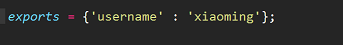 exports = {'username' : 'xiaoming'};